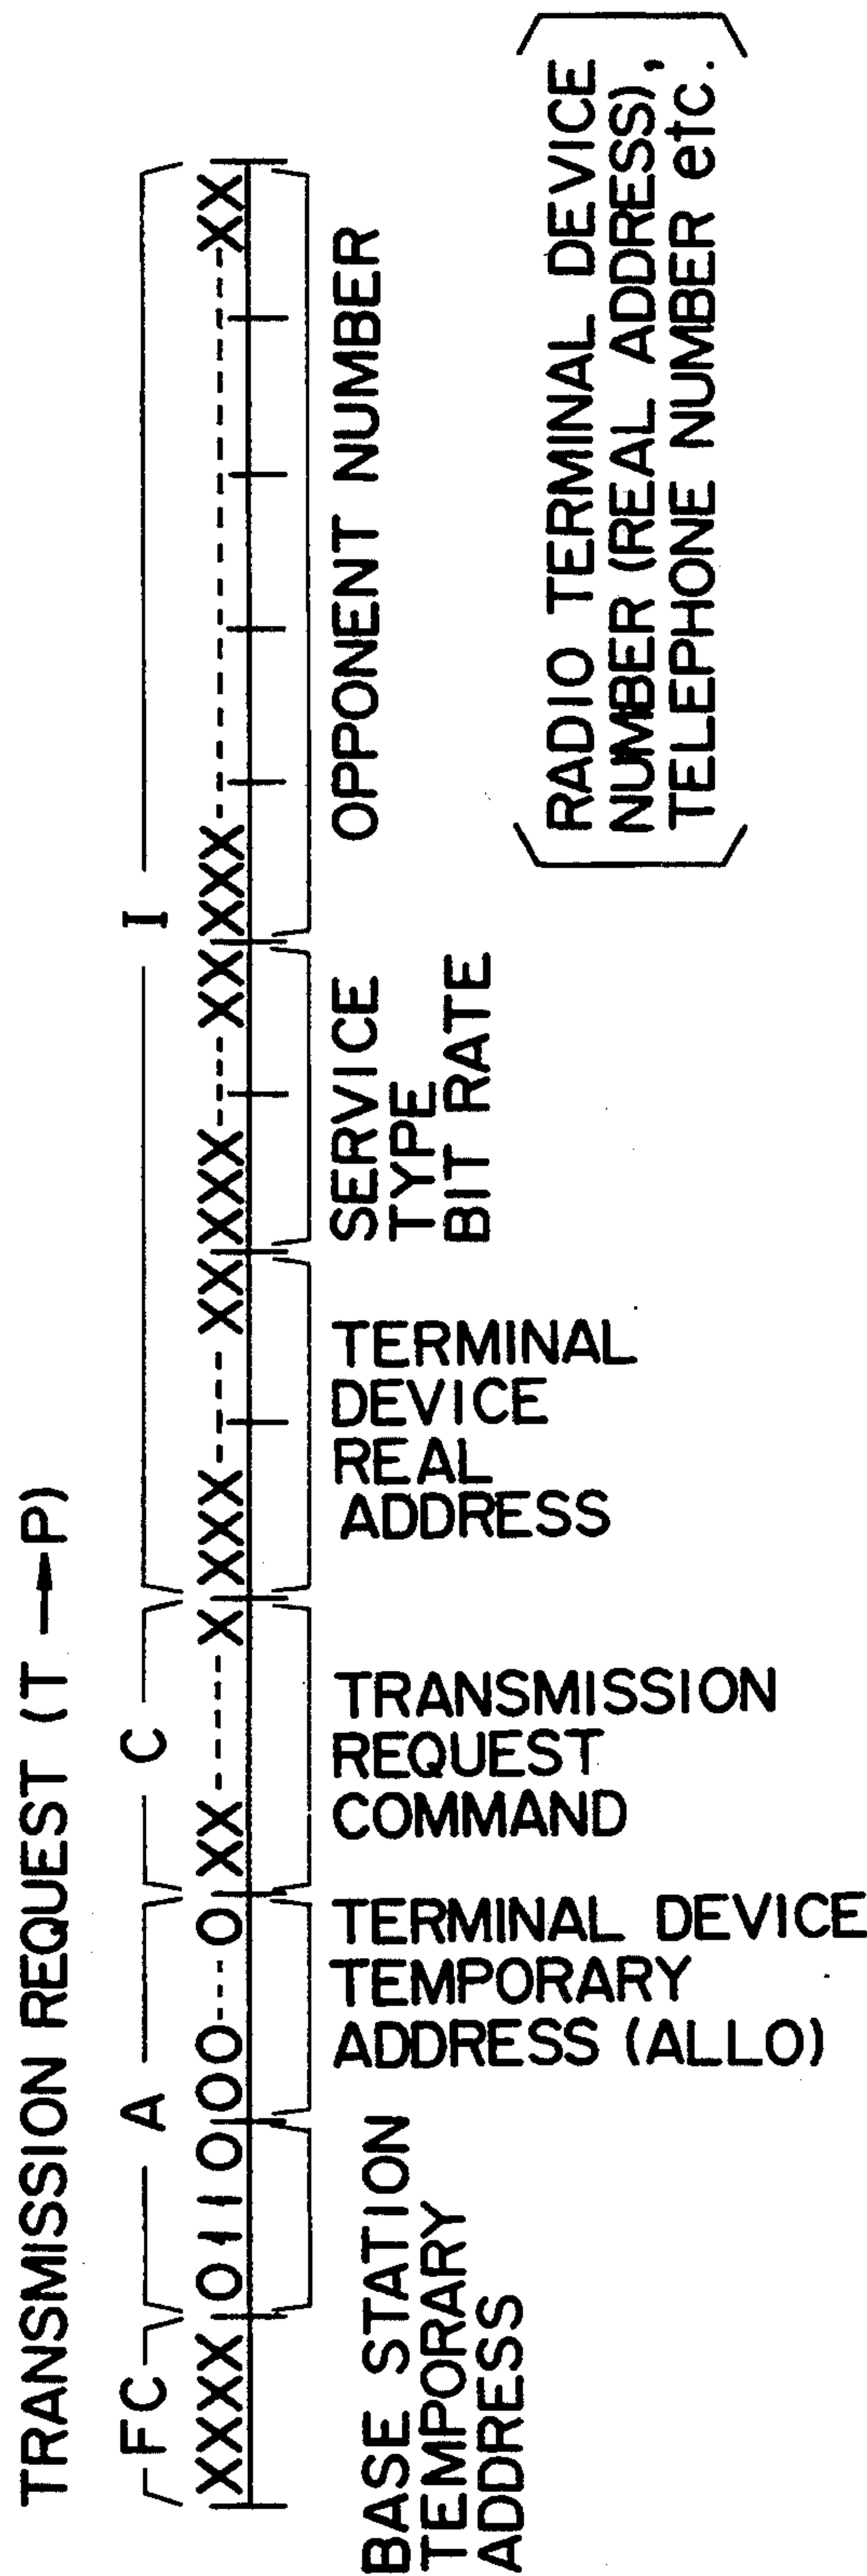 TRANSMISSION REQUEST (T → P)
FC A C I
XXXX 0110 00---0 XX-----X XXX----XX XXX----XX XXX----------------XX
BASE STATION
TEMPORARY
ADDRESS
TERMINAL DEVICE
TEMPORARY
ADDRESS (ALL0)
TRANSMISSION
REQUEST
COMMAND
TERMINAL
DEVICE
REAL
ADDRESS
SERVICE
TYPE
BIT RATE
OPPONENT NUMBER
RADIO TERMINAL DEVICE
NUMBER (REAL ADDRESS),
TELEPHONE NUMBER etc.